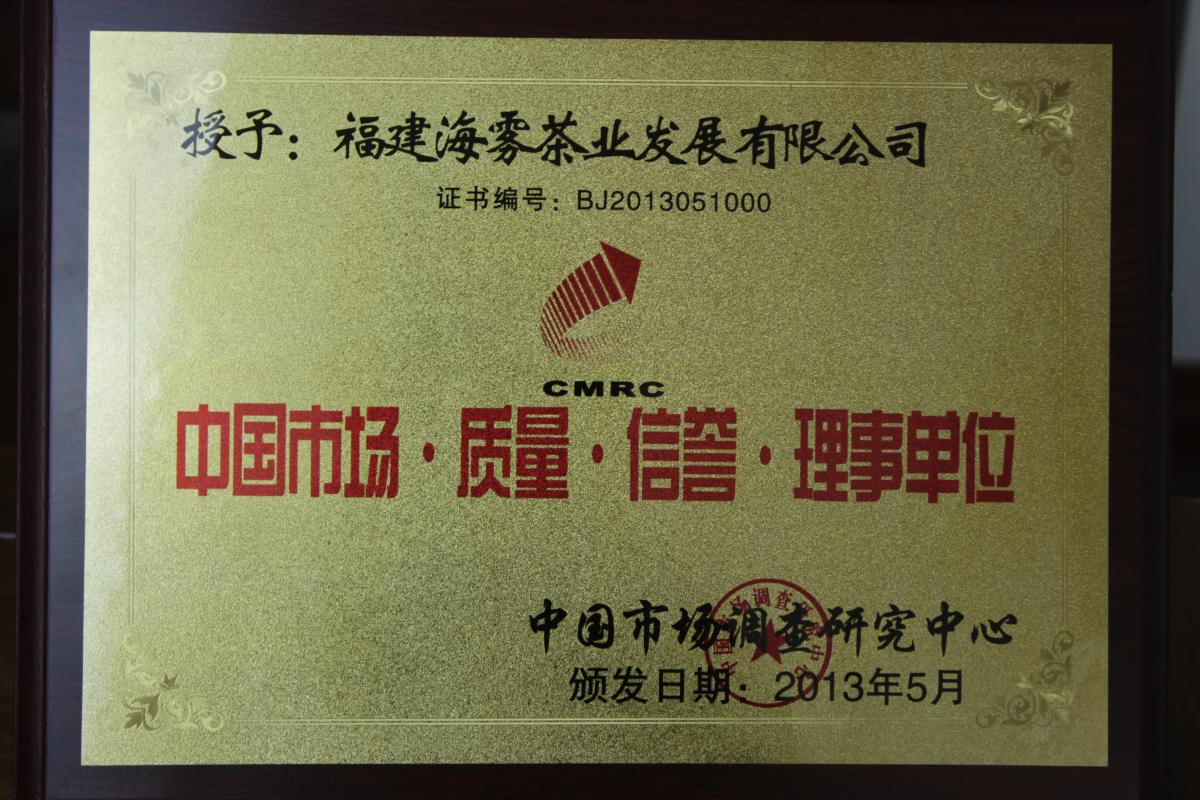 授予：福建海雾茶业发展有限公司
证书编号：BJ2013051000
CMRC
中国市场·质量·信誉·理事单位
中国市场调查研究中心
颁发日期：2013年5月